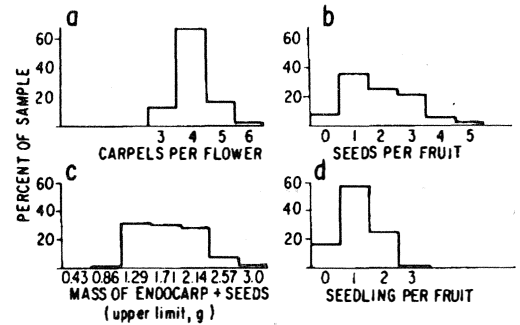 a
60
40
20
3 4 5 6
CARPELS PER FLOWER
b
60
40
20
0 1 2 3 4 5
SEEDS PER FRUIT
PERCENT OF SAMPLE
c
60
40
20
0.43 0.86 1.29 1.71 2.14 2.57 3.0
MASS OF ENDOCARP + SEEDS
(upper limit, g)
d
60
40
20
0 1 2 3
SEEDLING PER FRUIT